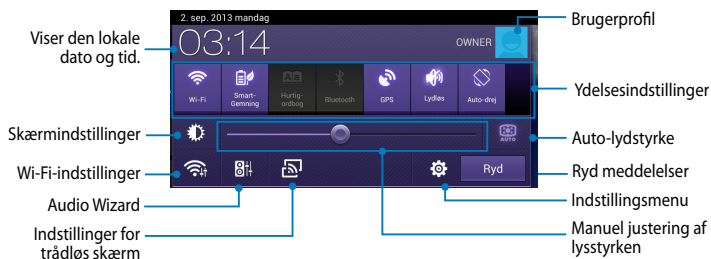 2. sep. 2013 mandag
03:14
OWNER
Brugerprofil
Viser den lokale
dato og tid.
Wi-Fi
Smart-
Gemning
Hurtig-
ordbog
Bluetooth
GPS
Lydløs
Auto-drej
Ydelsesindstillinger
Skærmindstillinger
AUTO
Auto-lydstyrke
Wi-Fi-indstillinger
Ryd
Ryd meddelelser
Audio Wizard
Indstillingsmenu
Indstillinger for
trådløs skærm
Manuel justering af
lysstyrken